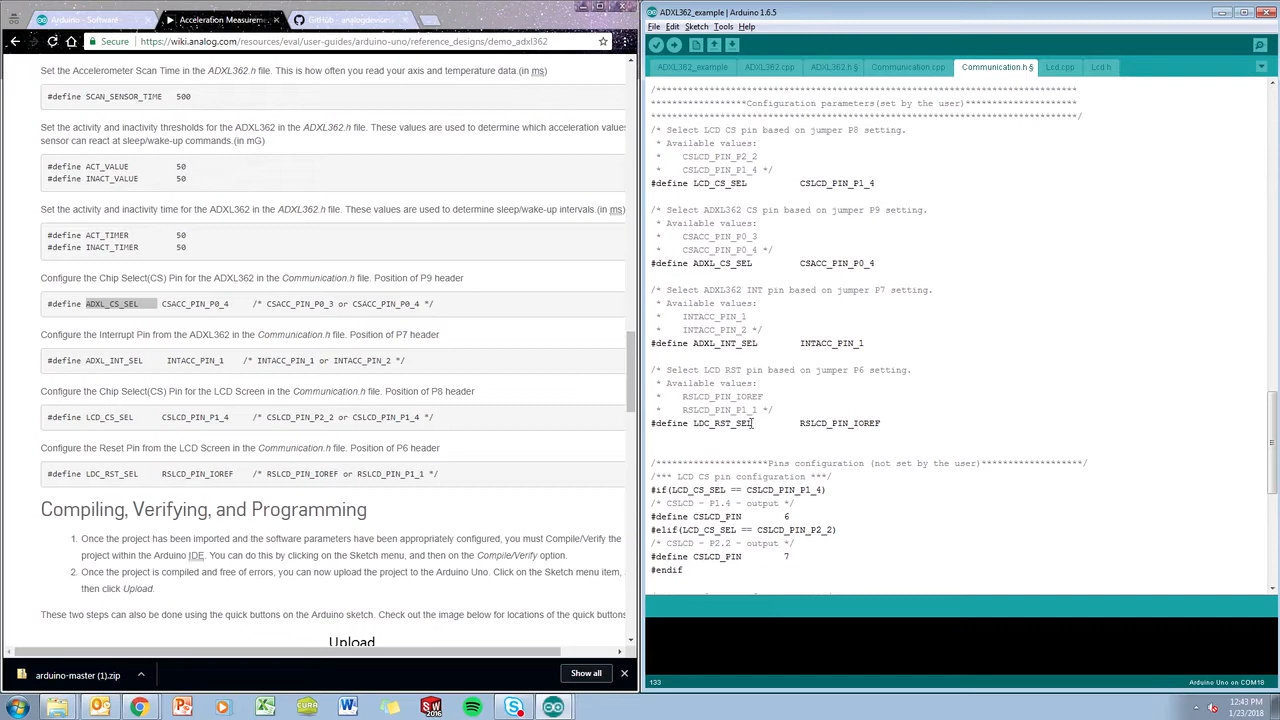 Arduino - Software
Acceleration Measureme
GitHub - analogdevices
Secure
https://wiki.analog.com/resources/eval/user-guides/arduino-uno/reference_designs/demo_adxl362
Set the Accelerometer Scan Time in the ADXL362.h file. This is how often you read your axis and temperature data.(in ms)
#define SCAN_SENSOR_TIME 500
Set the activity and inactivity thresholds for the ADXL362 in the ADXL362.h file. These values are used to determine which acceleration values
sensor can react at sleep/wake-up commands.(in mG)
#define ACT_VALUE 50
#define INACT_VALUE 50
Set the activity and inactivity time for the ADXL362 in the ADXL362.h file. These values are used to determine sleep/wake-up intervals.(in ms)
#define ACT_TIMER 50
#define INACT_TIMER 50
Configure the Chip Select(CS) Pin for the ADXL362 in the Communication.h file. Position of P9 header
#define ADXL_CS_SEL CSACC_PIN_P0_4 /* CSACC_PIN_P0_3 or CSACC_PIN_P0_4 */
Configure the Interrupt Pin from the ADXL362 in the Communication.h file. Position of P7 header
#define ADXL_INT_SEL INTACC_PIN_1 /* INTACC_PIN_1 or INTACC_PIN_2 */
Configure the Chip Select(CS) Pin for the LCD Screen in the Communication.h file. Position of P8 header
#define LCD_CS_SEL CSLCD_PIN_P1_4 /* CSLCD_PIN_P2_2 or CSLCD_PIN_P1_4 */
Configure the Reset Pin from the LCD Screen in the Communication.h file. Position of P6 header
#define LDC_RST_SEL RSLCD_PIN_IOREF /* RSLCD_PIN_IOREF or RSLCD_PIN_P1_1 */
Compiling, Verifying, and Programming
1. Once the project has been imported and the software parameters have been appropriately configured, you must Compile/Verify the
project within the Arduino IDE. You can do this by clicking on the Sketch menu, and then on the Compile/Verify option.
2. Once the project is compiled and free of errors, you can now upload the project to the Arduino Uno. Click on the Sketch menu item,
then click Upload.
These two steps can also be done using the quick buttons on the Arduino sketch. Check out the image below for locations of the quick buttons
Upload
arduino-master (1).zip
Show all
ADXL362_example | Arduino 1.6.5
File Edit Sketch Tools Help
ADXL362_example ADXL362.cpp ADXL362.h § Communication.cpp Communication.h § Lcd.cpp Lcd.h
/*******************************************************************************
******************Configuration parameters(set by the user)*********************
********************************************************************************/
/* Select LCD CS pin based on jumper P8 setting.
* Available values:
* CSLCD_PIN_P2_2
* CSLCD_PIN_P1_4 */
#define LCD_CS_SEL CSLCD_PIN_P1_4
/* Select ADXL362 CS pin based on jumper P9 setting.
* Available values:
* CSACC_PIN_P0_3
* CSACC_PIN_P0_4 */
#define ADXL_CS_SEL CSACC_PIN_P0_4
/* Select ADXL362 INT pin based on jumper P7 setting.
* Available values:
* INTACC_PIN_1
* INTACC_PIN_2 */
#define ADXL_INT_SEL INTACC_PIN_1
/* Select LCD RST pin based on jumper P6 setting.
* Available values:
* RSLCD_PIN_IOREF
* RSLCD_PIN_P1_1 */
#define LDC_RST_SEL RSLCD_PIN_IOREF
/*********************Pins configuration (not set by the user)*******************/
/*** LCD CS pin configuration ***/
#if(LCD_CS_SEL == CSLCD_PIN_P1_4)
/* CSLCD - P1.4 - output */
#define CSLCD_PIN 6
#elif(LCD_CS_SEL == CSLCD_PIN_P2_2)
/* CSLCD - P2.2 - output */
#define CSLCD_PIN 7
#endif
133
Arduino Uno on COM18
CURA
SW
2016
12:43 PM
1/23/2018